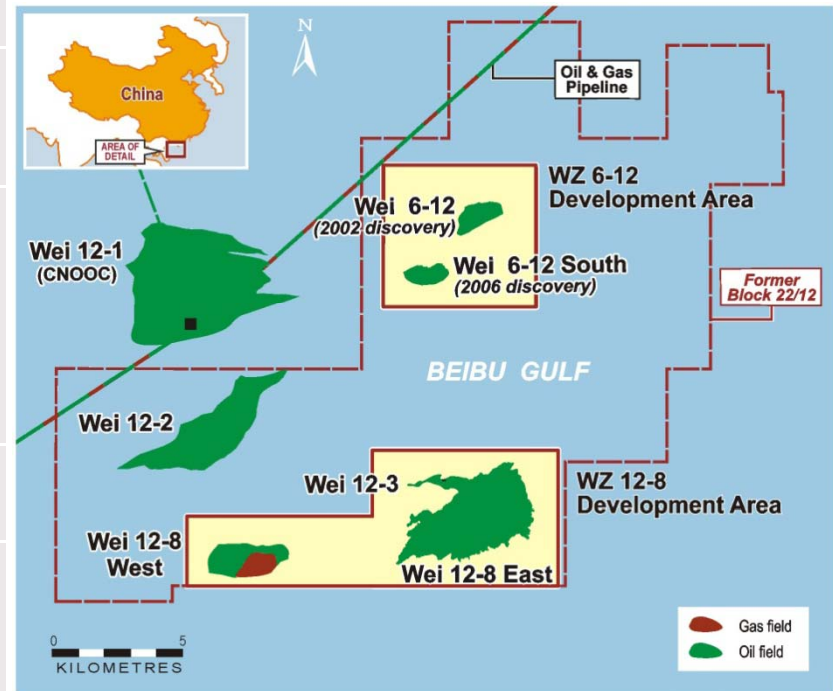 China
AREA OF
DETAIL
N
Oil & Gas
Pipeline
WZ 6-12
Development Area
Wei 6-12
(2002 discovery)
Wei 6-12 South
(2006 discovery)
Wei 12-1
(CNOOC)
Former
Block 22/12
BEIBU GULF
Wei 12-2
Wei 12-3
WZ 12-8
Development Area
Wei 12-8
West
Wei 12-8 East
0 5
KILOMETRES
Gas field
Oil field